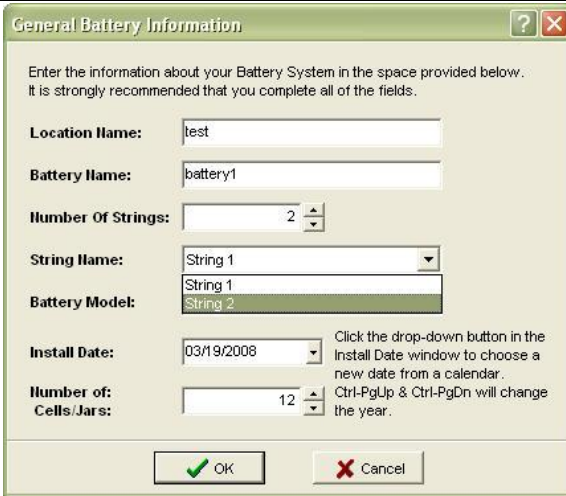 General Battery Information
Enter the information about your Battery System in the space provided below.
It is strongly recommended that you complete all of the fields.
Location Name: test
Battery Name: battery1
Number Of Strings: 2
String Name: String 1
String 1
Battery Model: String 2
Install Date: 03/19/2008
Click the drop-down button in the
Install Date window to choose a
new date from a calendar.
Ctrl-PgUp & Ctrl-PgDn will change
the year.
Number of:
Cells/Jars: 12
OK Cancel